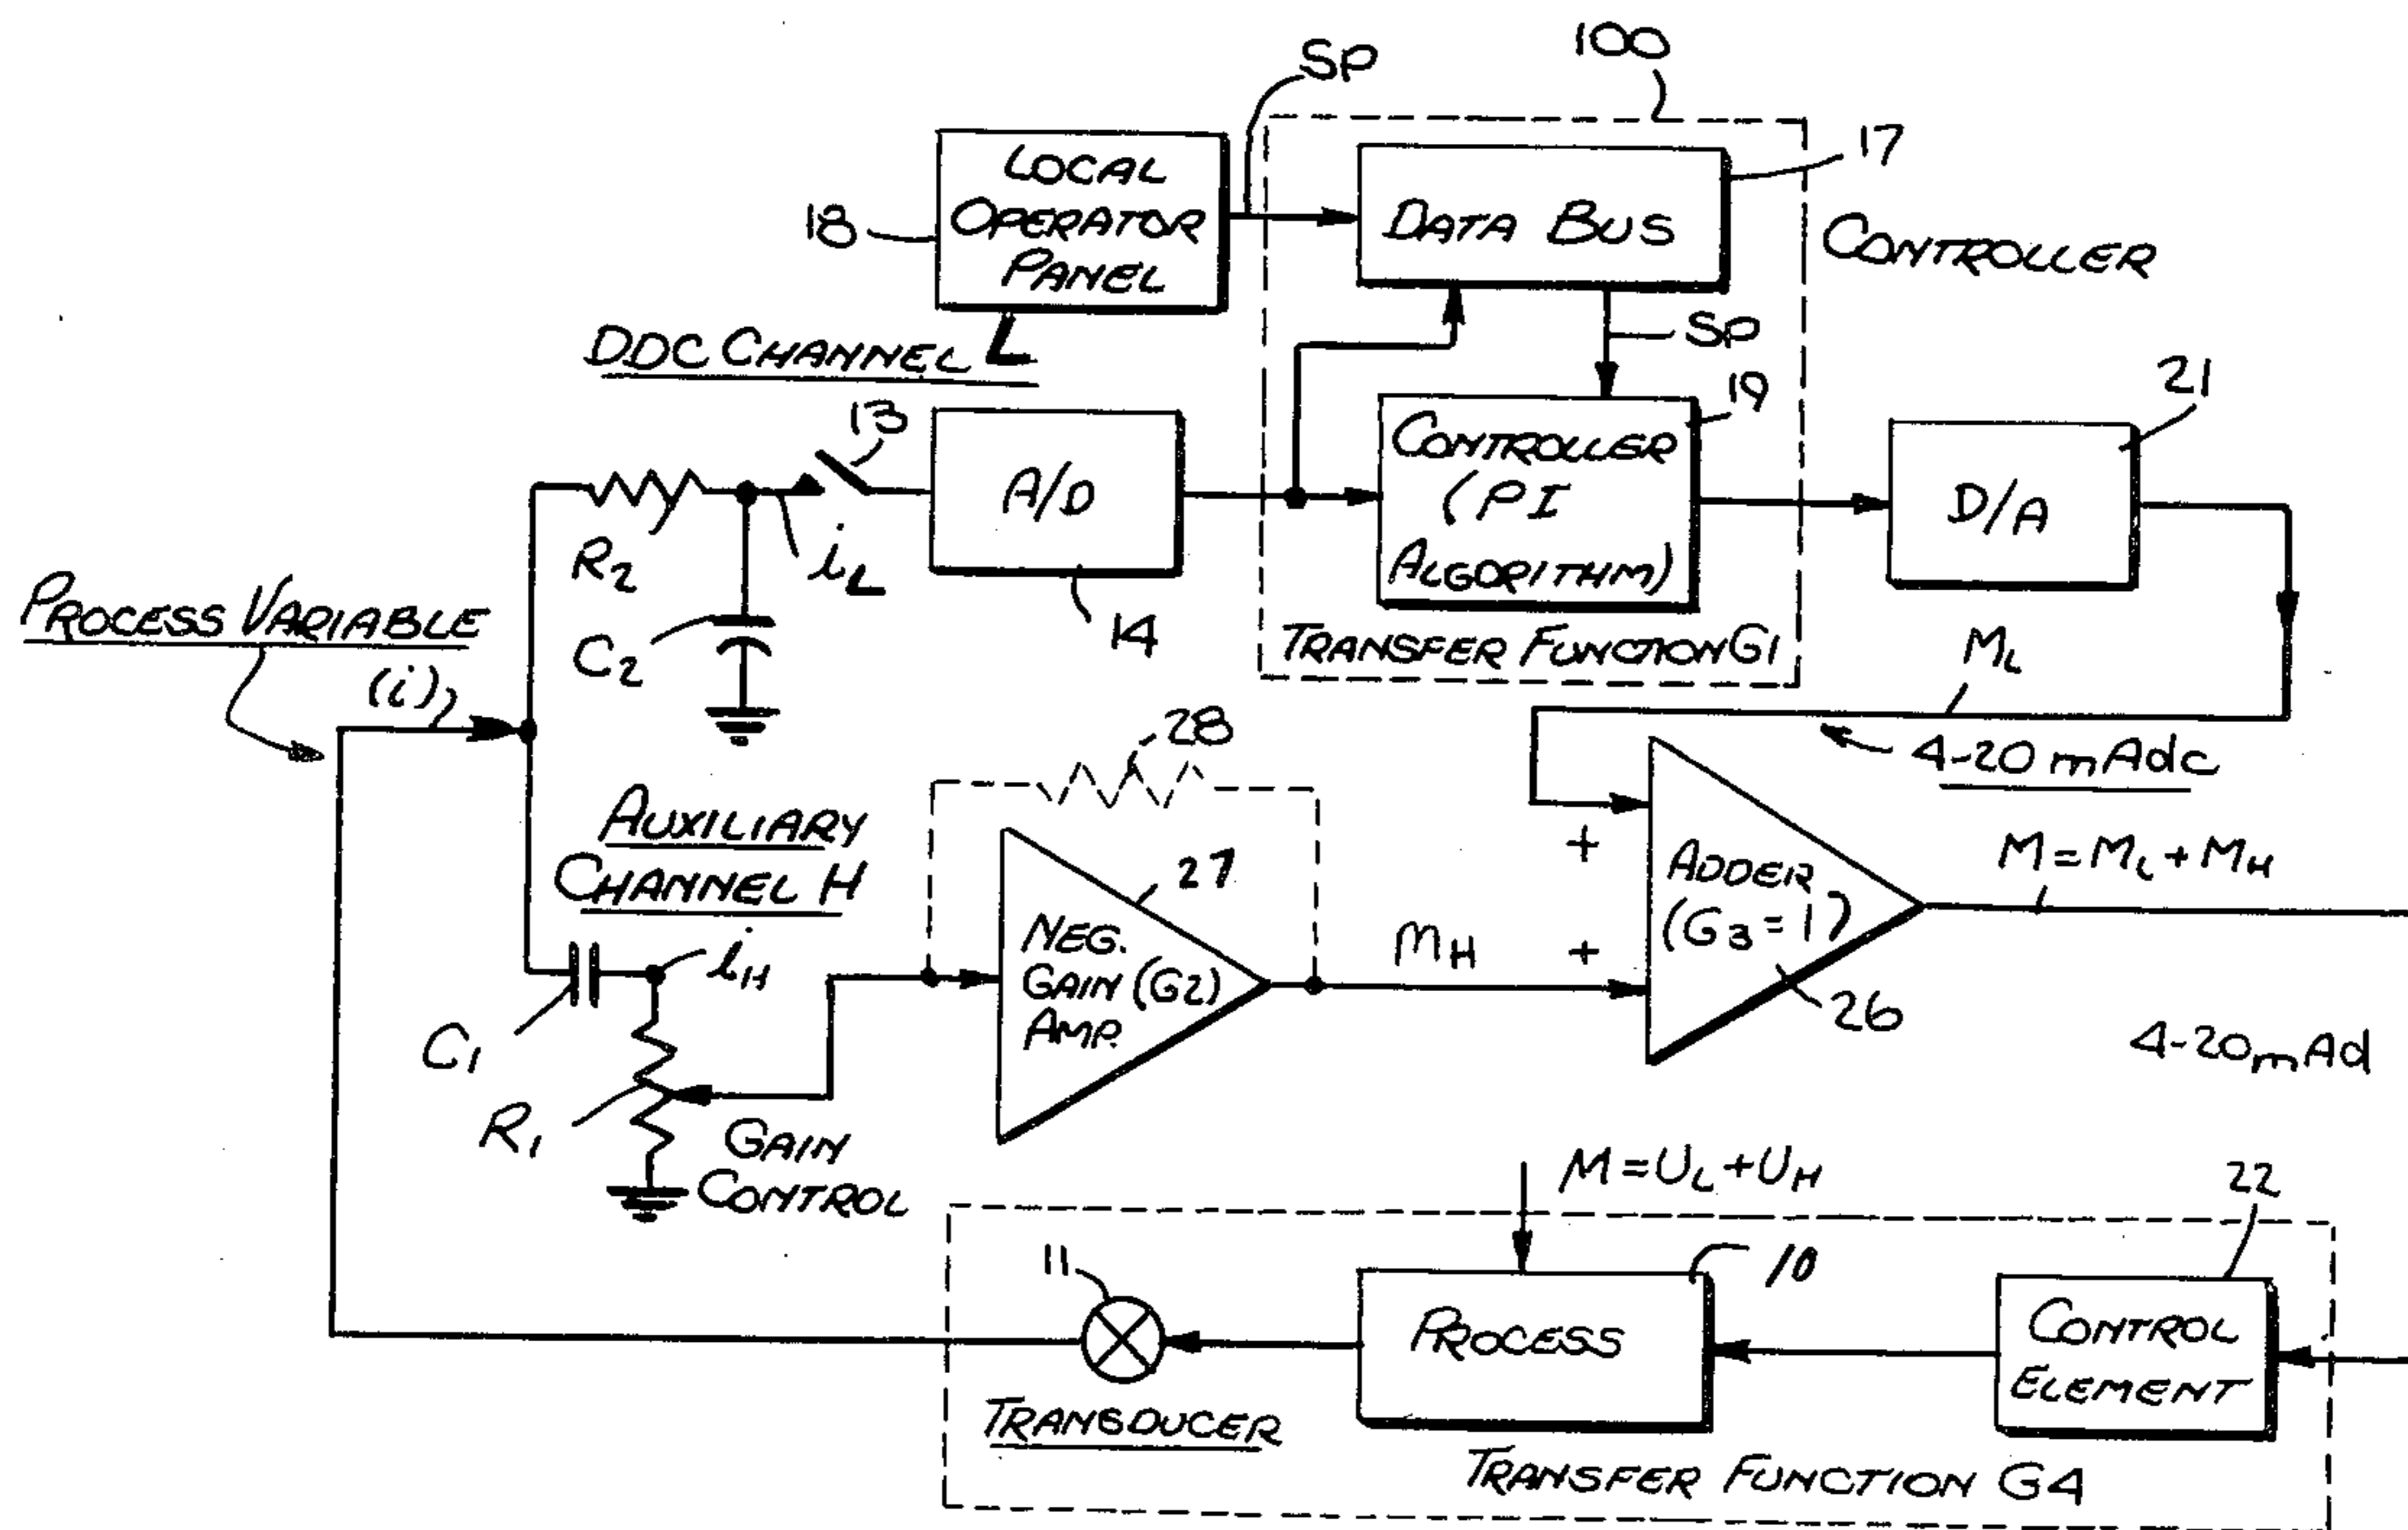 100
SP
17
LOCAL
OPERATOR
PANEL
18
DATA BUS
CONTROLLER
DDC CHANNEL L
SP
13
19
21
A/D
CONTROLLER
(PI
ALGORITHM)
D/A
R2
iL
14
C2
PROCESS VARIABLE
(i)
TRANSFER FUNCTION G1
ML
28
4-20 mAdc
AUXILIARY
CHANNEL H
27
+
ADDER
(G3 = 1)
M = ML + MH
iH
NEG.
GAIN (G2)
AMP.
MH
+
26
C1
4-20mAd
R1
GAIN
CONTROL
M = UL + UH
22
11
10
PROCESS
CONTROL
ELEMENT
TRANSDUCER
TRANSFER FUNCTION G4